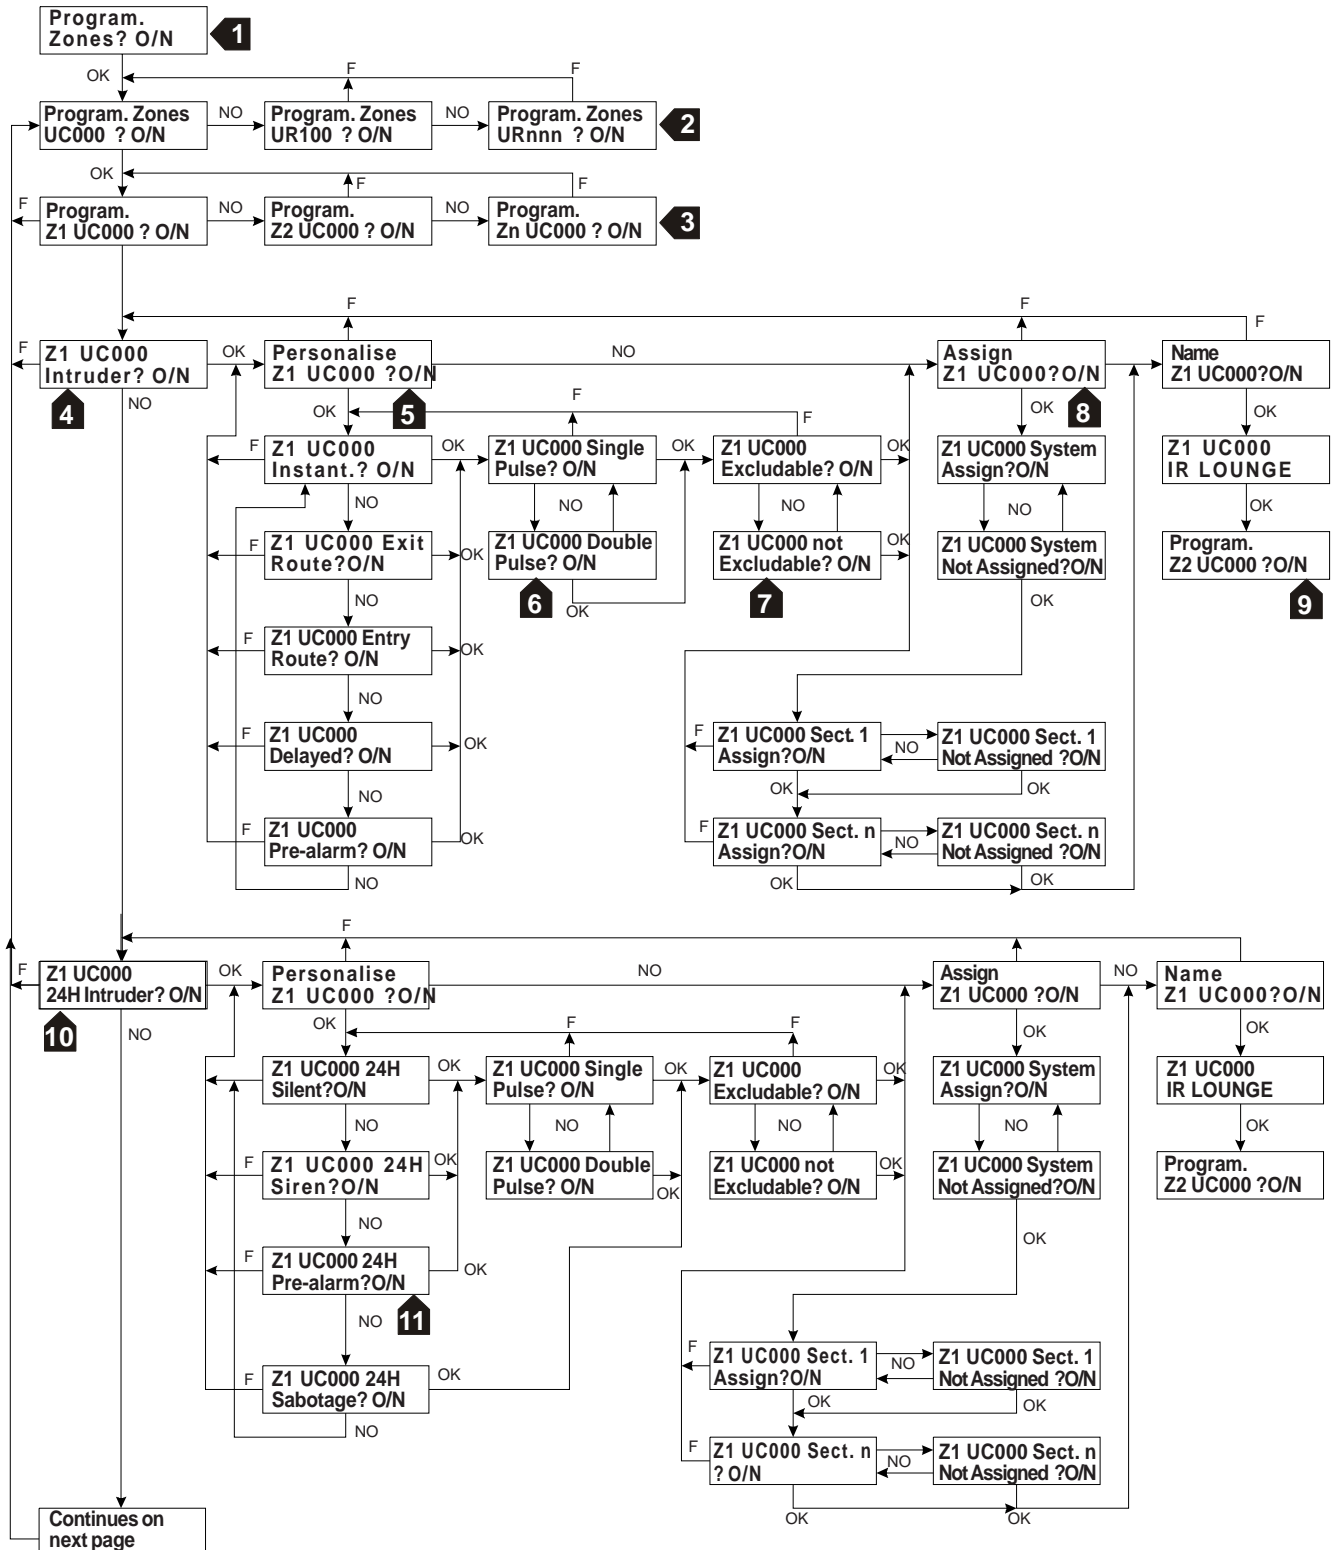 Program.
Zones? O/N
1
OK
F
F
Program. Zones
UC000 ? O/N
NO
Program. Zones
UR100 ? O/N
NO
Program. Zones
URnnn ? O/N
2
OK
F
F
F
Program.
Z1 UC000 ? O/N
NO
Program.
Z2 UC000 ? O/N
NO
Program.
Zn UC000 ? O/N
3
F
F
F
F
Z1 UC000
Intruder? O/N
4
OK
NO
Personalise
Z1 UC000 ?O/N
5
NO
Assign
Z1 UC000?O/N
8
Name
Z1 UC000?O/N
OK
F
OK
OK
F
Z1 UC000
Instant.? O/N
OK
Z1 UC000 Single
Pulse? O/N
OK
Z1 UC000
Excludable? O/N
OK
Z1 UC000 System
Assign?O/N
Z1 UC000
IR LOUNGE
NO
NO
NO
NO
OK
F
Z1 UC000 Exit
Route?O/N
OK
Z1 UC000 Double
Pulse? O/N
6
OK
Z1 UC000 not
Excludable? O/N
7
OK
Z1 UC000 System
Not Assigned?O/N
OK
Program.
Z2 UC000 ?O/N
9
NO
F
Z1 UC000 Entry
Route? O/N
OK
NO
F
Z1 UC000
Delayed? O/N
OK
F
Z1 UC000 Sect. 1
Assign?O/N
NO
Z1 UC000 Sect. 1
Not Assigned ?O/N
NO
OK
OK
F
Z1 UC000
Pre-alarm? O/N
OK
NO
F
Z1 UC000 Sect. n
Assign?O/N
NO
Z1 UC000 Sect. n
Not Assigned ?O/N
OK
OK
F
F
Z1 UC000
24H Intruder? O/N
10
OK
NO
Personalise
Z1 UC000 ?O/N
NO
Assign
Z1 UC000 ?O/N
NO
Name
Z1 UC000?O/N
OK
F
F
OK
OK
Z1 UC000 24H
Silent?O/N
OK
Z1 UC000 Single
Pulse? O/N
OK
Z1 UC000
Excludable? O/N
OK
Z1 UC000 System
Assign?O/N
Z1 UC000
IR LOUNGE
NO
NO
NO
NO
OK
F
Z1 UC000 24H
Siren?O/N
OK
Z1 UC000 Double
Pulse? O/N
OK
Z1 UC000 not
Excludable? O/N
OK
Z1 UC000 System
Not Assigned?O/N
OK
Program.
Z2 UC000 ?O/N
NO
F
Z1 UC000 24H
Pre-alarm?O/N
11
OK
NO
F
Z1 UC000 24H
Sabotage? O/N
OK
NO
F
Z1 UC000 Sect. 1
Assign?O/N
NO
Z1 UC000 Sect. 1
Not Assigned ?O/N
OK
OK
F
Z1 UC000 Sect. n
? O/N
NO
Z1 UC000 Sect. n
Not Assigned ?O/N
OK
OK
Continues on
next page